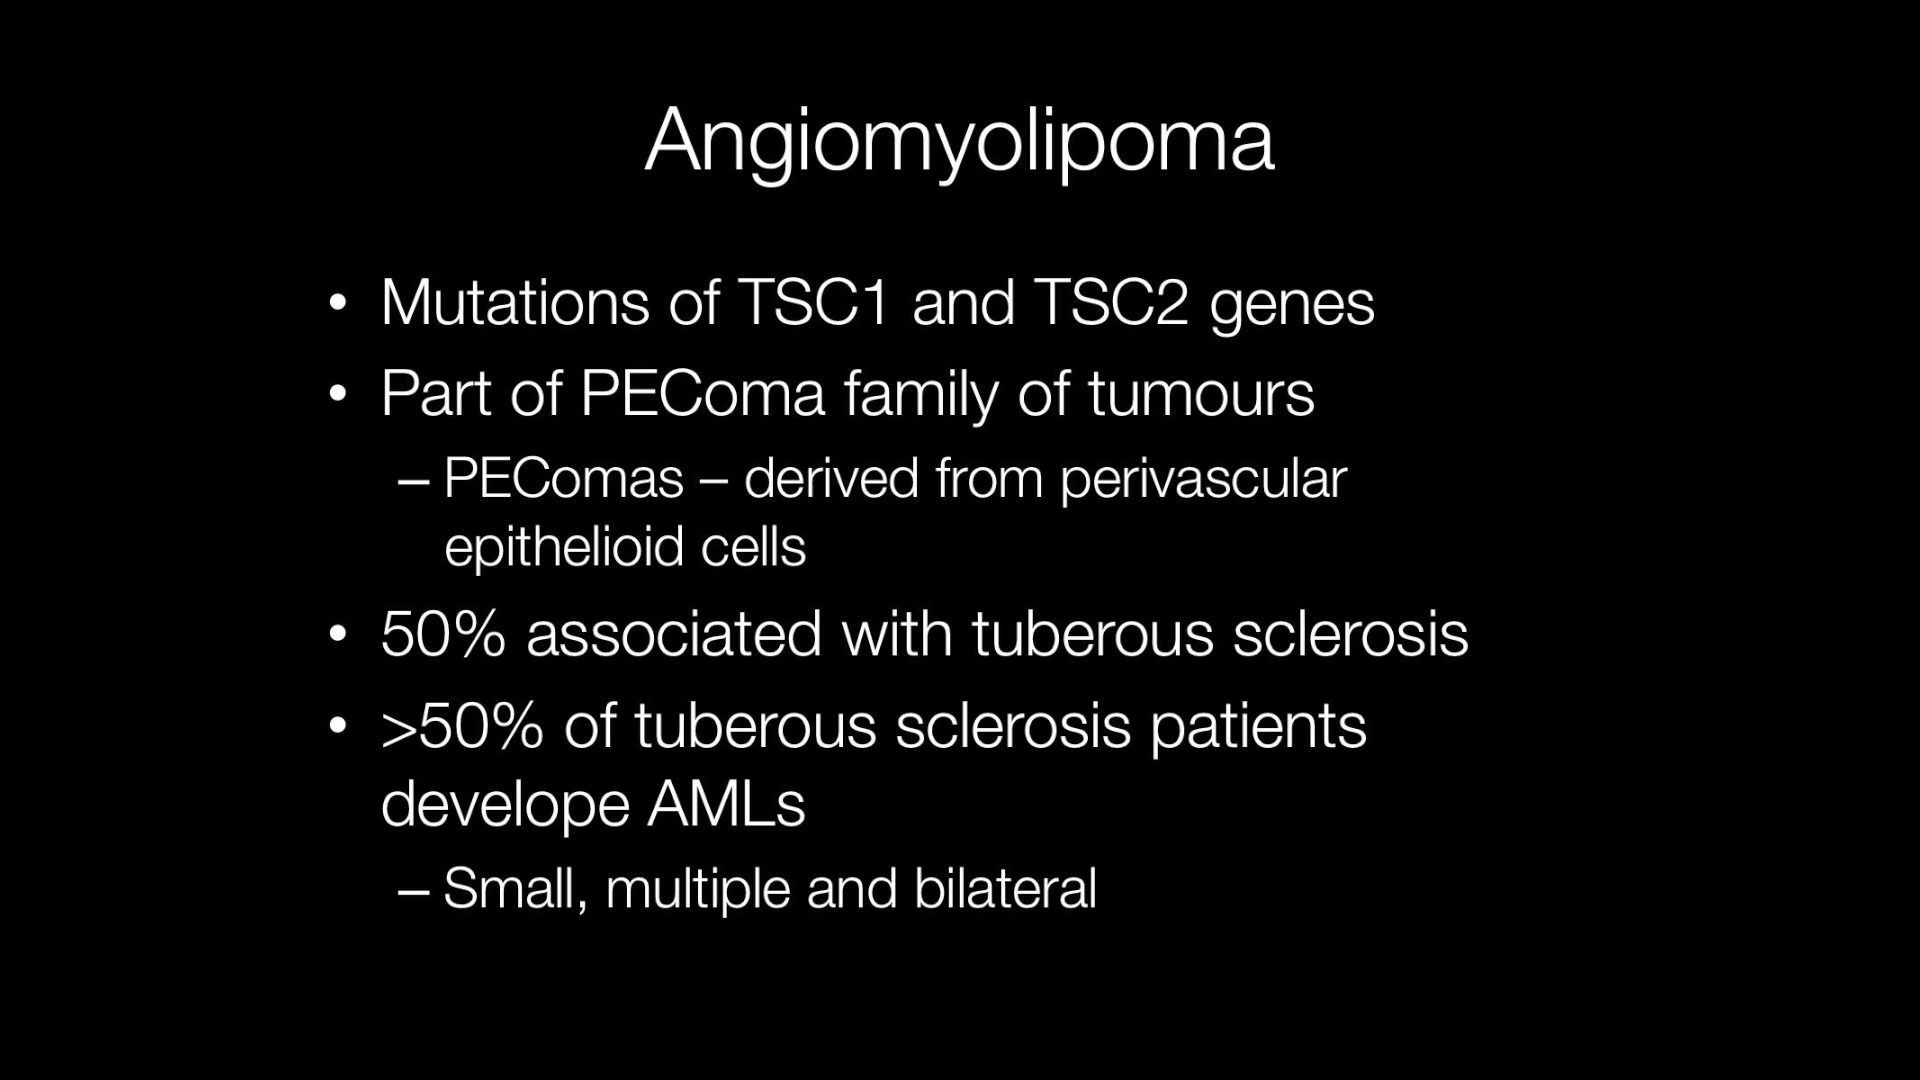 Angiomyolipoma
• Mutations of TSC1 and TSC2 genes
• Part of PEComa family of tumours
– PEComas – derived from perivascular
epithelioid cells
• 50% associated with tuberous sclerosis
• >50% of tuberous sclerosis patients
develope AMLs
– Small, multiple and bilateral